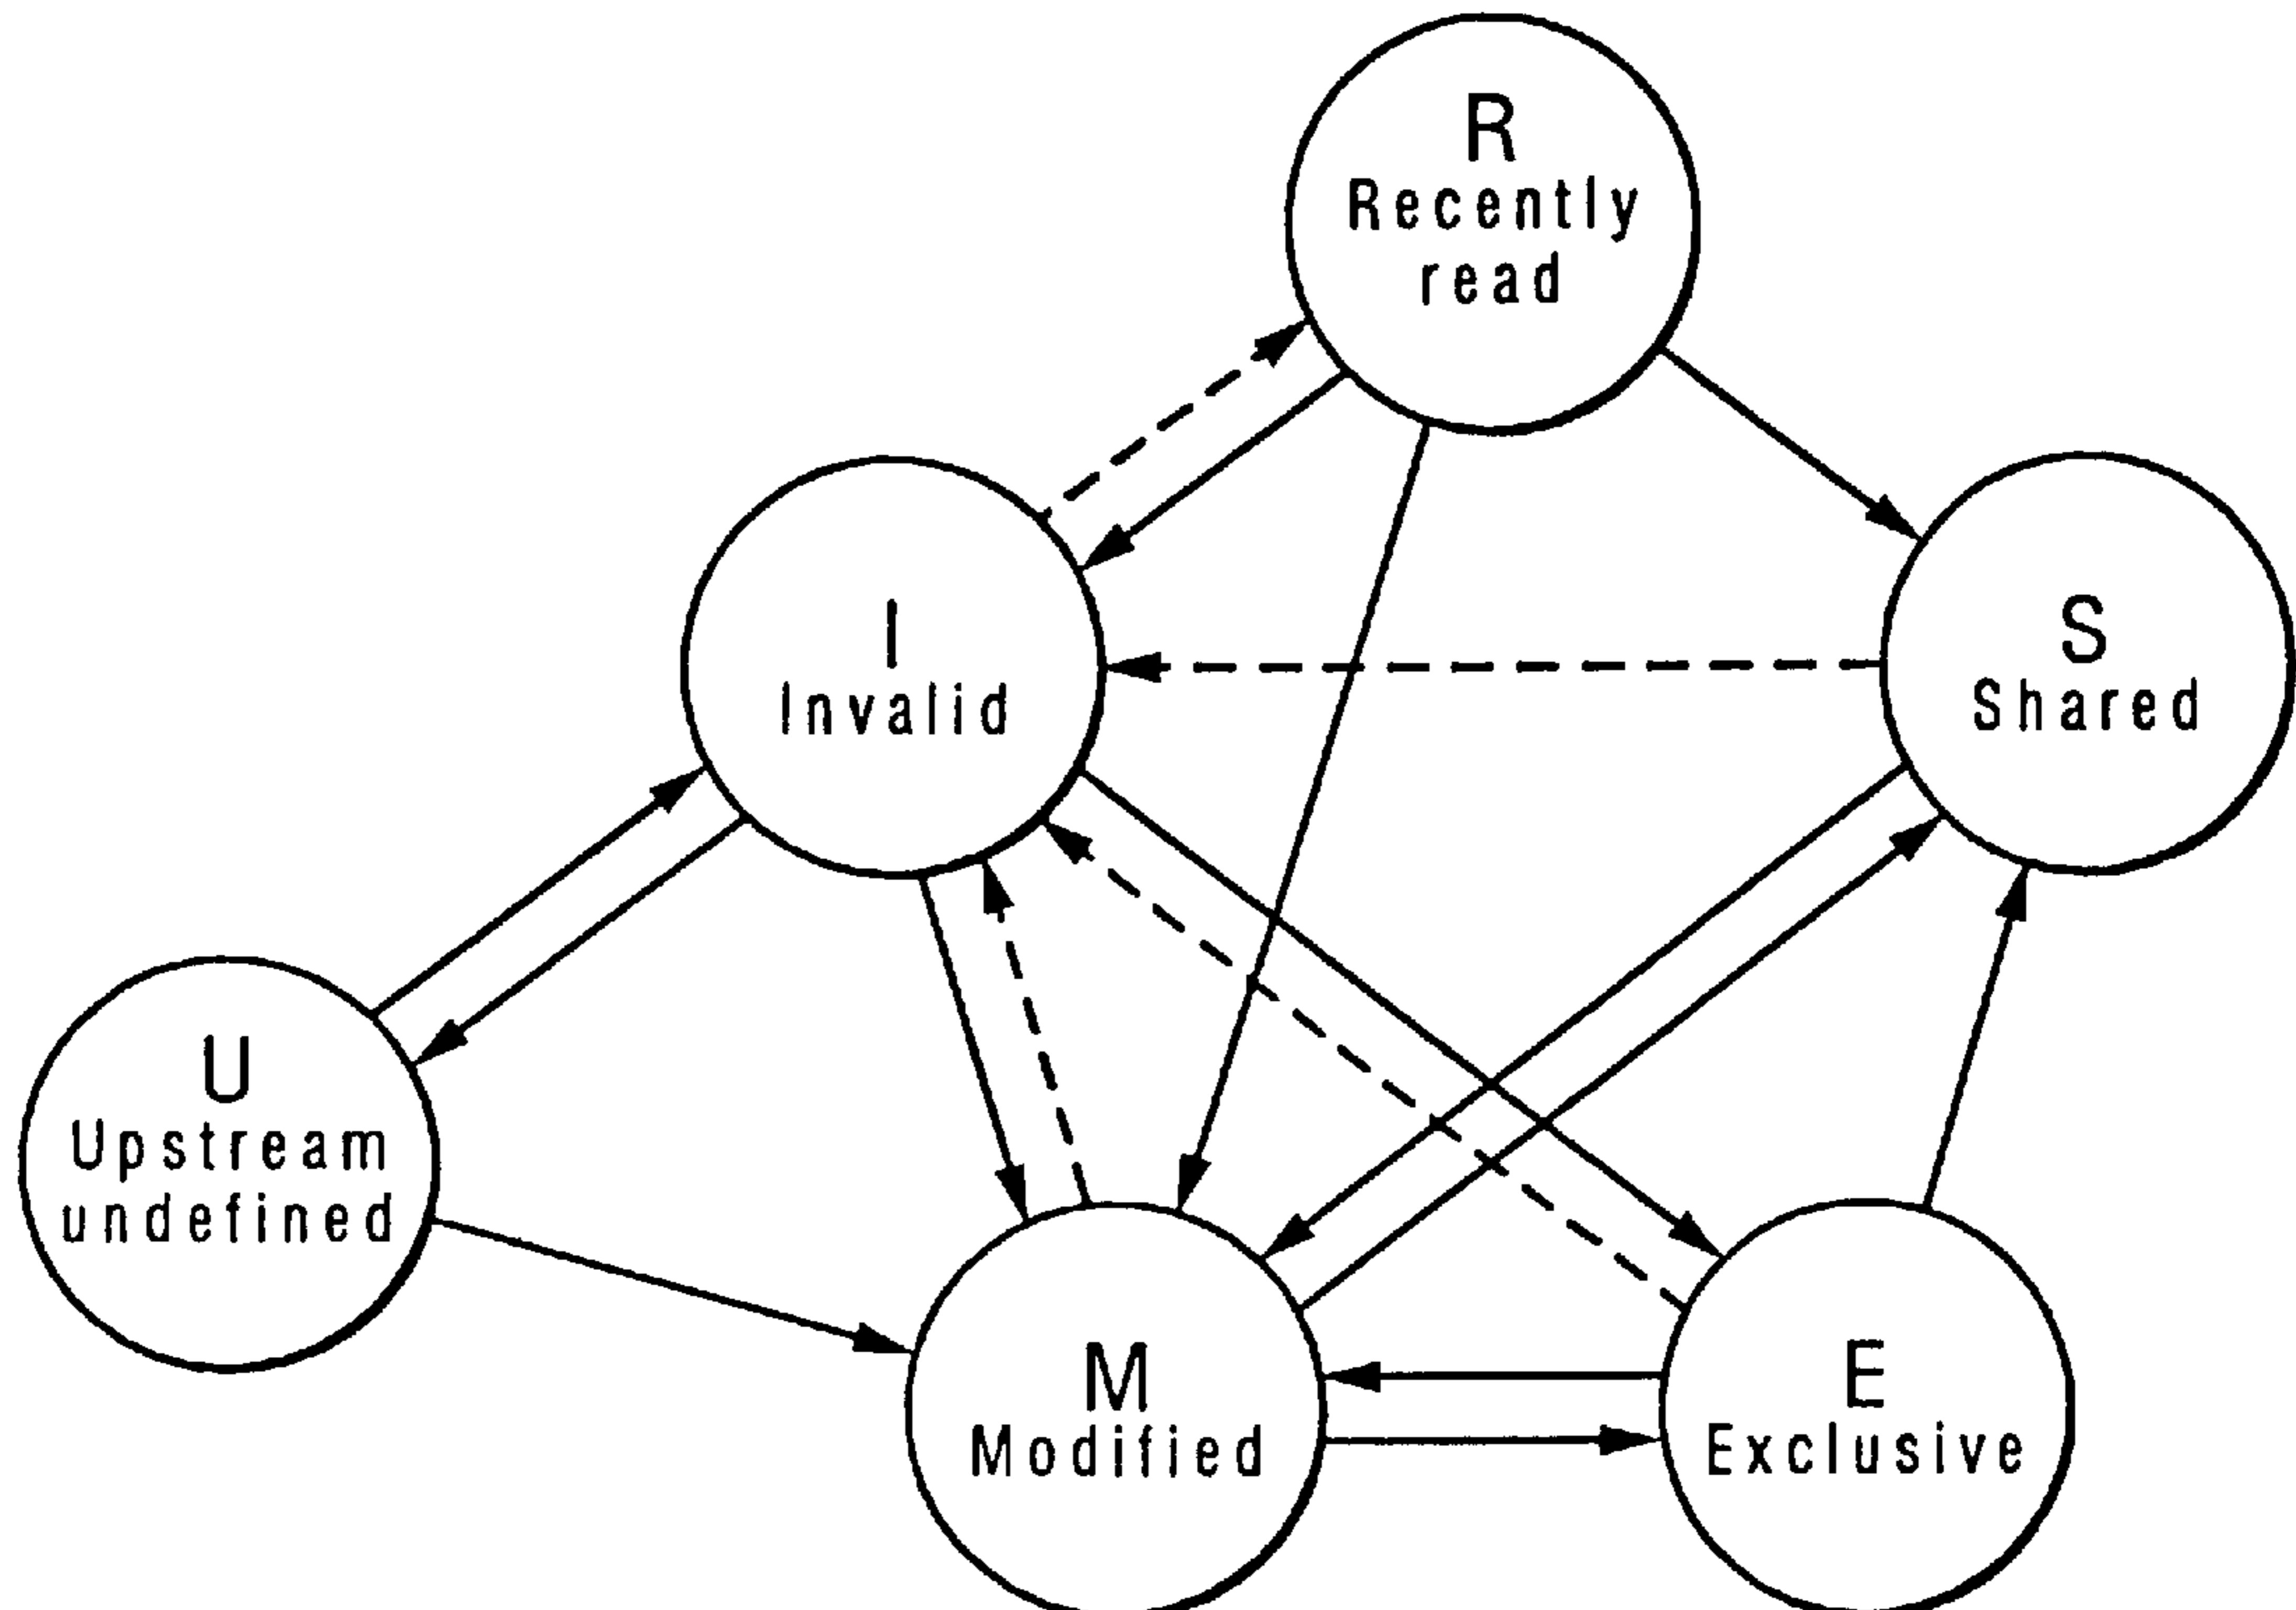 R
Recently
read
I
Invalid
S
Shared
U
Upstream
undefined
M
Modified
E
Exclusive